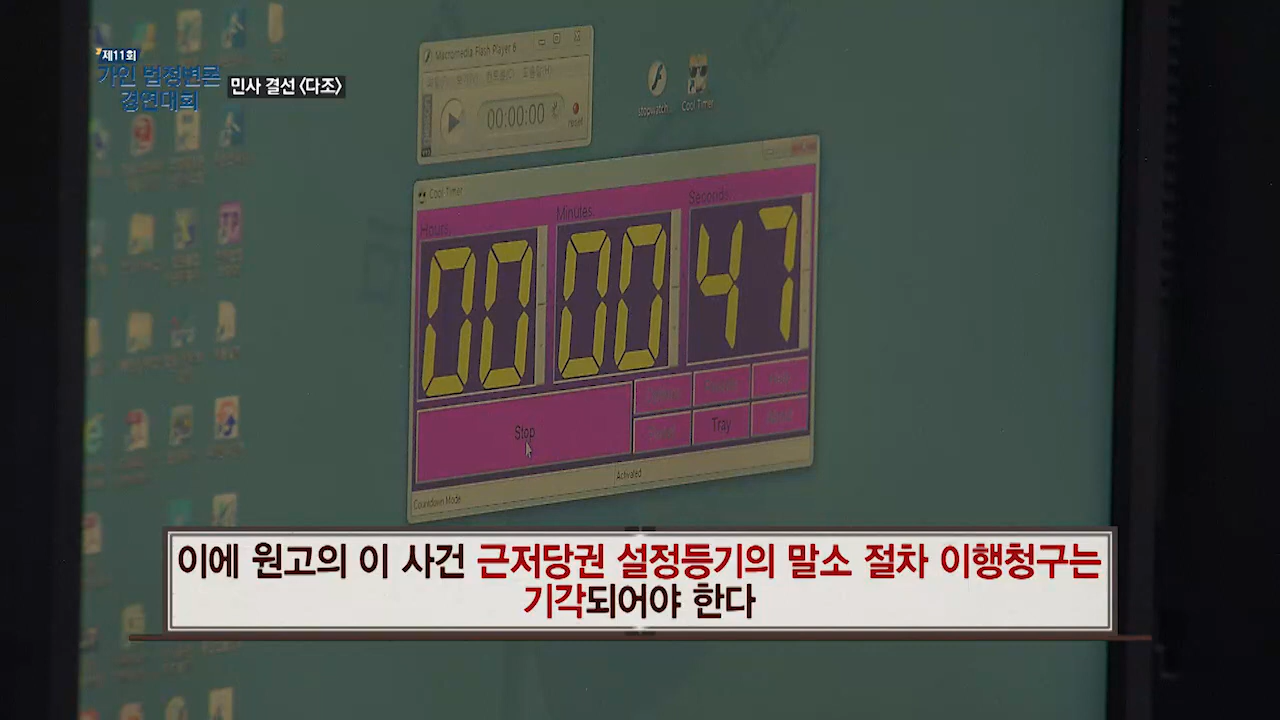 제11회
가인 법정변론
경연대회
민사 결선 <다조>
Macromedia Flash Player 6
00:00:00
reset
stopwatch
Cool Timer
Cool Timer
Hours:
Minutes:
Seconds:
00 00 47
Stop
Tray
Activated
Countdown Mode
이에 원고의 이 사건 근저당권 설정등기의 말소 절차 이행청구는
기각되어야 한다